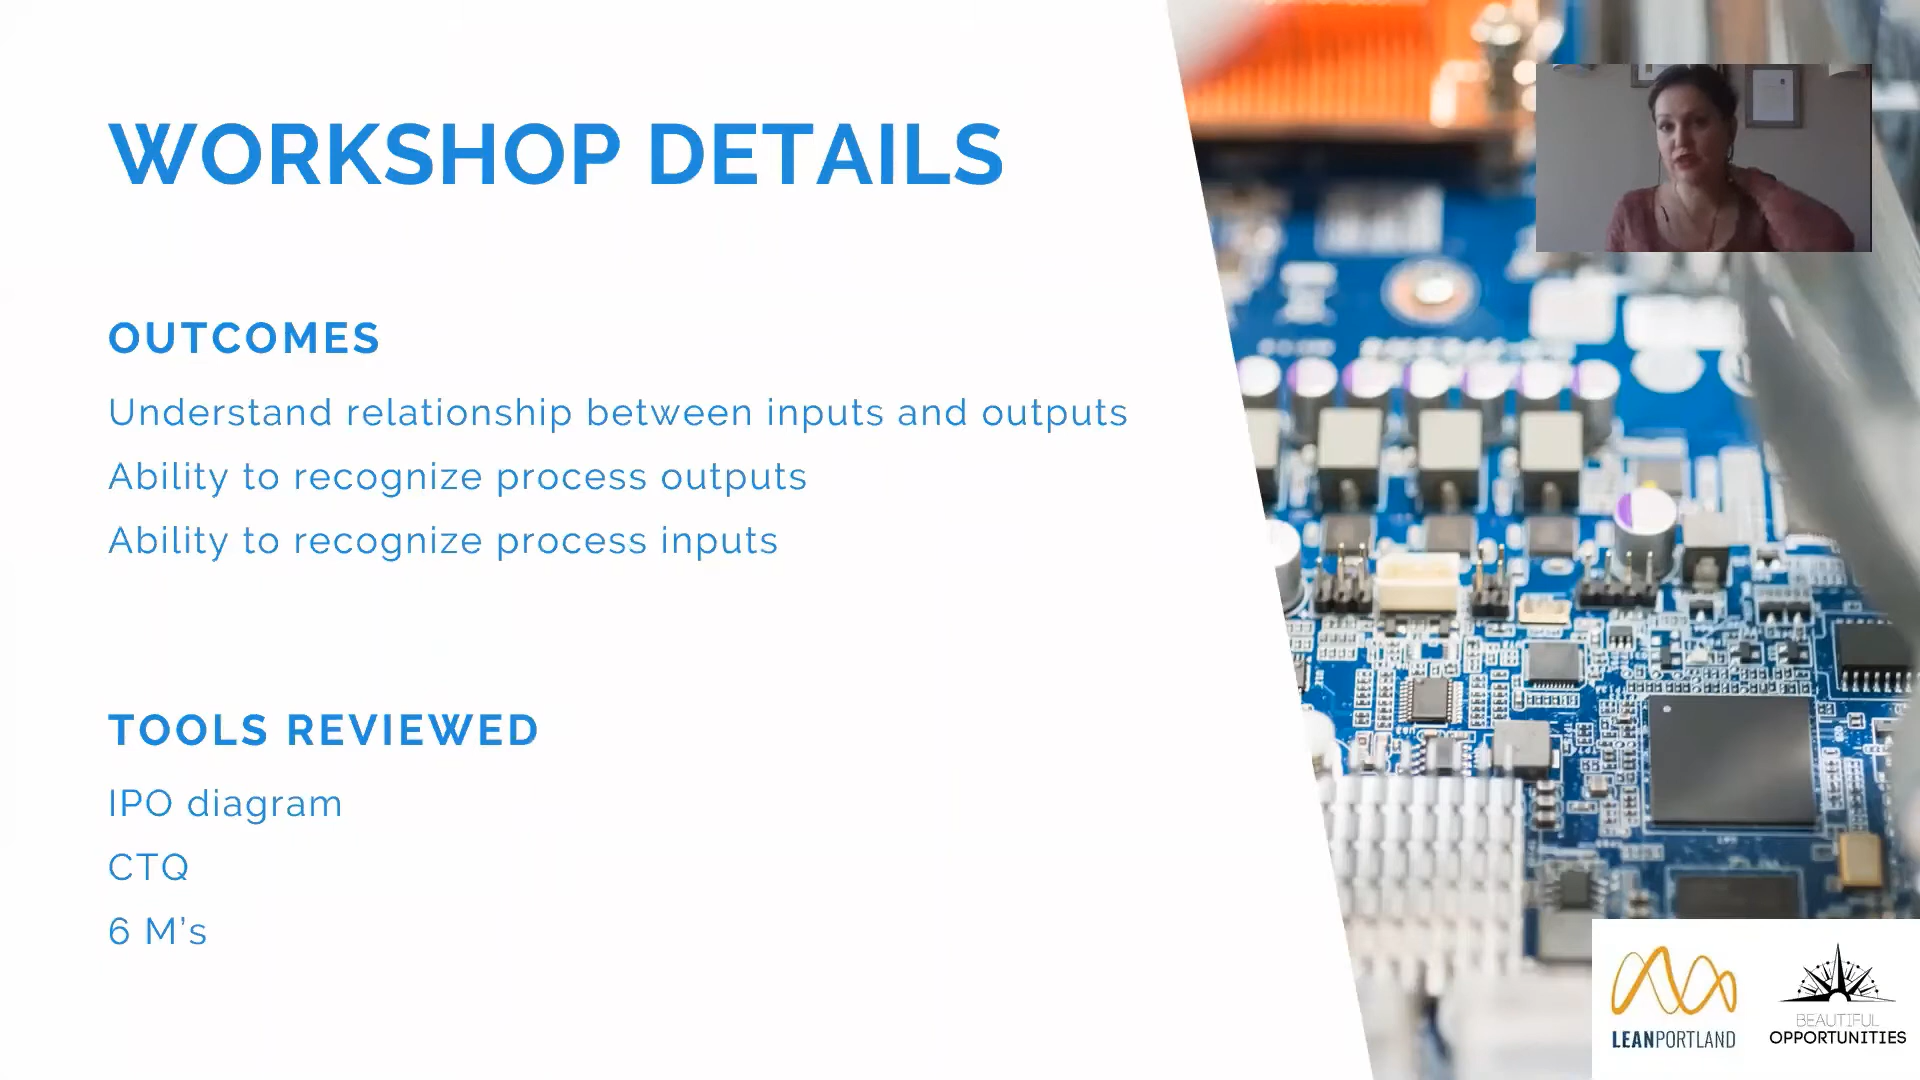 WORKSHOP DETAILS
OUTCOMES
Understand relationship between inputs and outputs
Ability to recognize process outputs
Ability to recognize process inputs
TOOLS REVIEWED
IPO diagram
CTQ
6 M's
LEANPORTLAND
BEAUTIFUL
OPPORTUNITIES